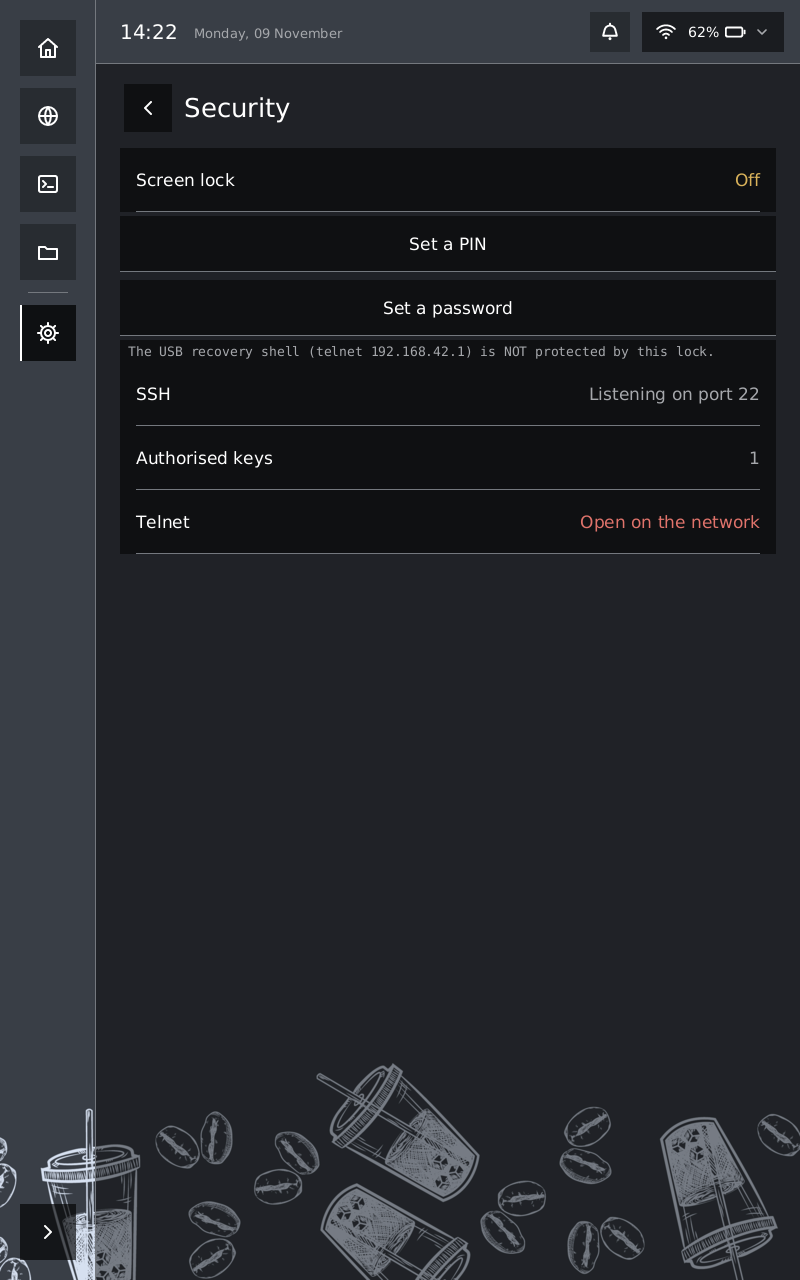 14:22 Monday, 09 November 62%
Security
Screen lock Off
Set a PIN
Set a password
The USB recovery shell (telnet 192.168.42.1) is NOT protected by this lock.
SSH Listening on port 22
Authorised keys 1
Telnet Open on the network